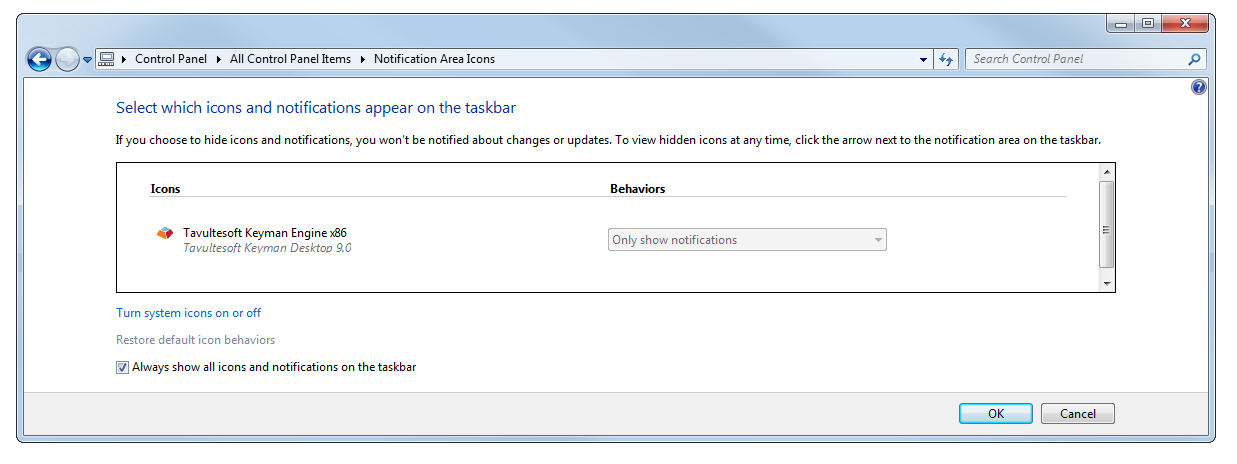 Control Panel ▸ All Control Panel Items ▸ Notification Area Icons
Search Control Panel
Select which icons and notifications appear on the taskbar
If you choose to hide icons and notifications, you won't be notified about changes or updates. To view hidden icons at any time, click the arrow next to the notification area on the taskbar.
Icons Behaviors
Tavultesoft Keyman Engine x86
Only show notifications
Tavultesoft Keyman Desktop 9.0
Turn system icons on or off
Restore default icon behaviors
Always show all icons and notifications on the taskbar
OK Cancel